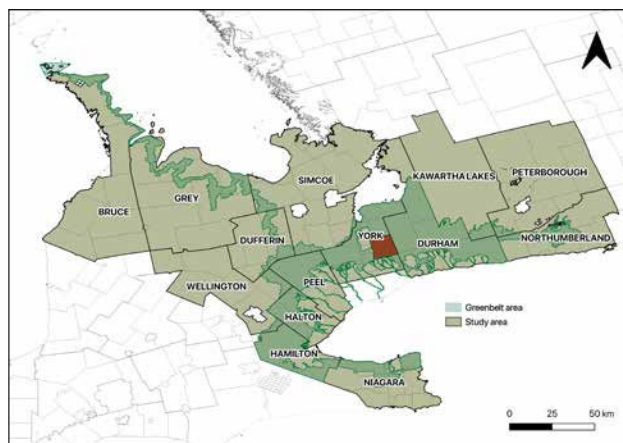 KAWARTHA LAKES
PETERBOROUGH
SIMCOE
BRUCE
GREY
YORK
DURHAM
NORTHUMBERLAND
DUFFERIN
PEEL
WELLINGTON
HALTON
HAMILTON
NIAGARA
Greenbelt area
Study area
0 25 50 km